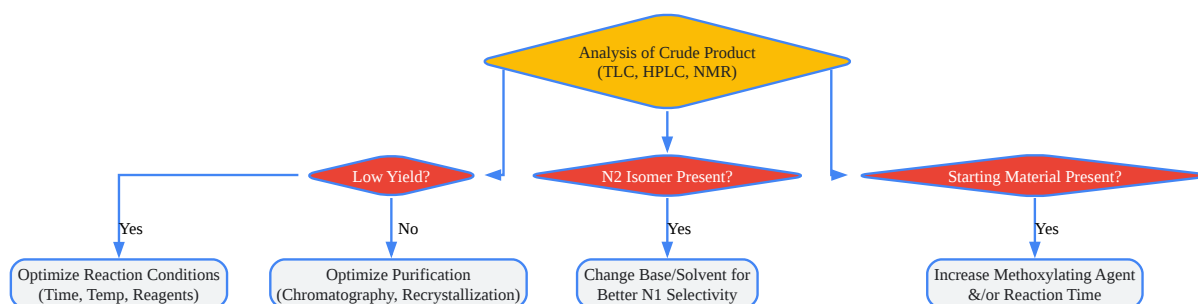 Analysis of Crude Product
(TLC, HPLC, NMR)
Low Yield?
N2 Isomer Present?
Starting Material Present?
Yes
No
Yes
Yes
Optimize Reaction Conditions
(Time, Temp, Reagents)
Optimize Purification
(Chromatography, Recrystallization)
Change Base/Solvent for
Better N1 Selectivity
Increase Methoxylating Agent
&/or Reaction Time